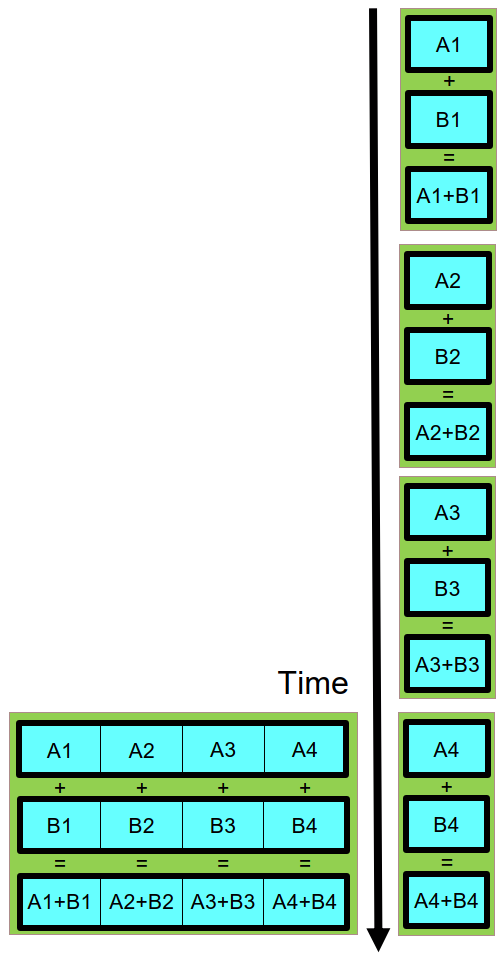 A1
+
B1
=
A1+B1
A2
+
B2
=
A2+B2
A3
+
B3
=
A3+B3
Time
A1 A2 A3 A4
+ + + +
B1 B2 B3 B4
= = = =
A1+B1 A2+B2 A3+B3 A4+B4
A4
+
B4
=
A4+B4